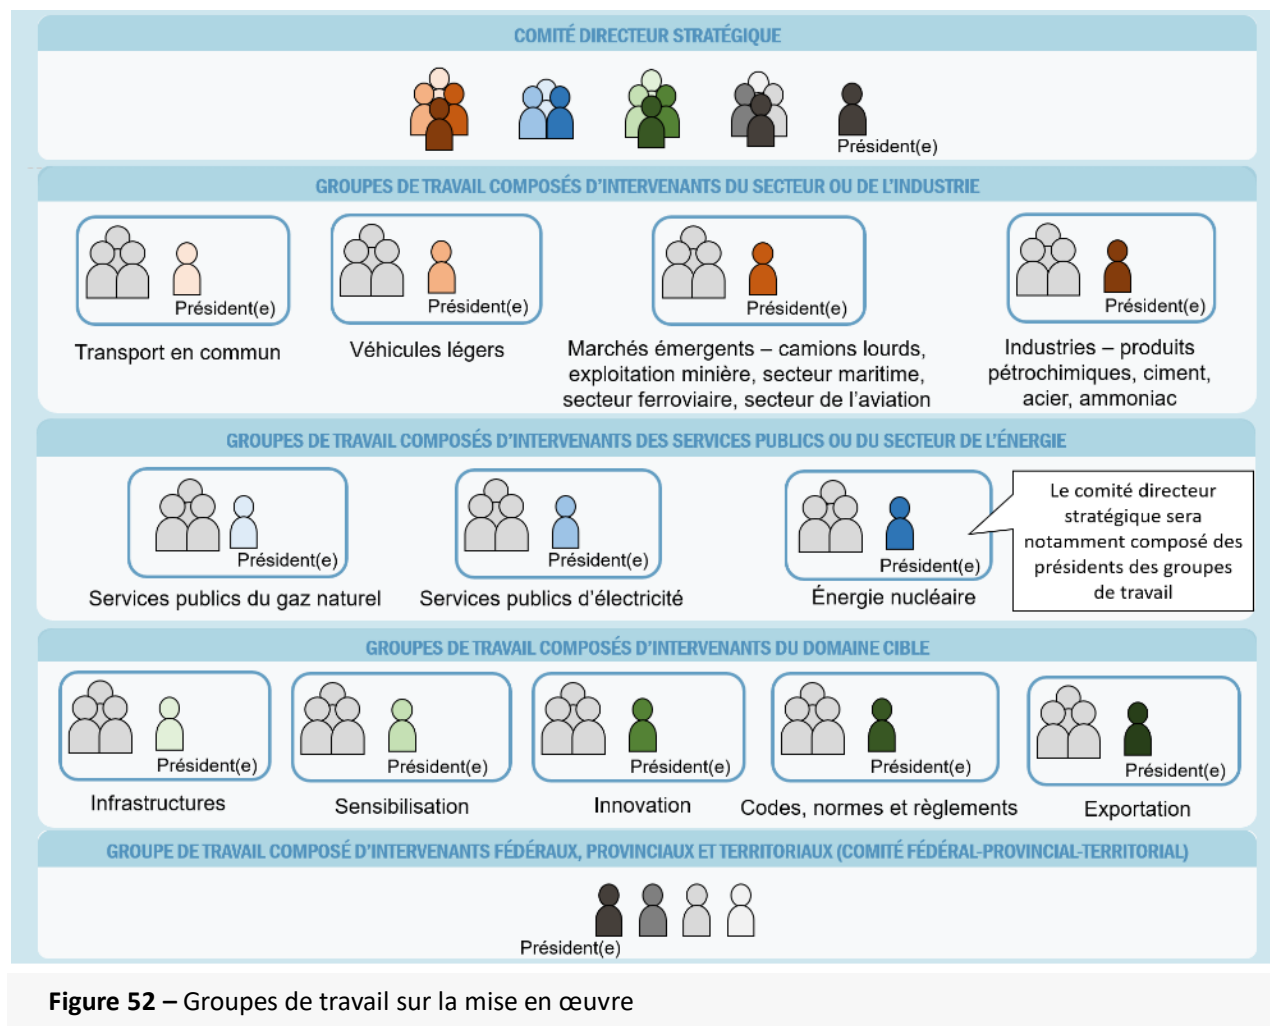 COMITÉ DIRECTEUR STRATÉGIQUE
Président(e)
GROUPES DE TRAVAIL COMPOSÉS D’INTERVENANTS DU SECTEUR OU DE L’INDUSTRIE
Président(e)
Transport en commun
Président(e)
Véhicules légers
Président(e)
Marchés émergents – camions lourds,
exploitation minière, secteur maritime,
secteur ferroviaire, secteur de l’aviation
Président(e)
Industries – produits
pétrochimiques, ciment,
acier, ammoniac
GROUPES DE TRAVAIL COMPOSÉS D’INTERVENANTS DES SERVICES PUBLICS OU DU SECTEUR DE L’ÉNERGIE
Président(e)
Services publics du gaz naturel
Président(e)
Services publics d’électricité
Président(e)
Énergie nucléaire
Le comité directeur
stratégique sera
notamment composé des
présidents des groupes
de travail
GROUPES DE TRAVAIL COMPOSÉS D’INTERVENANTS DU DOMAINE CIBLE
Président(e)
Infrastructures
Président(e)
Sensibilisation
Président(e)
Innovation
Président(e)
Codes, normes et règlements
Président(e)
Exportation
GROUPE DE TRAVAIL COMPOSÉ D’INTERVENANTS FÉDÉRAUX, PROVINCIAUX ET TERRITORIAUX (COMITÉ FÉDÉRAL-PROVINCIAL-TERRITORIAL)
Président(e)
Figure 52 – Groupes de travail sur la mise en œuvre